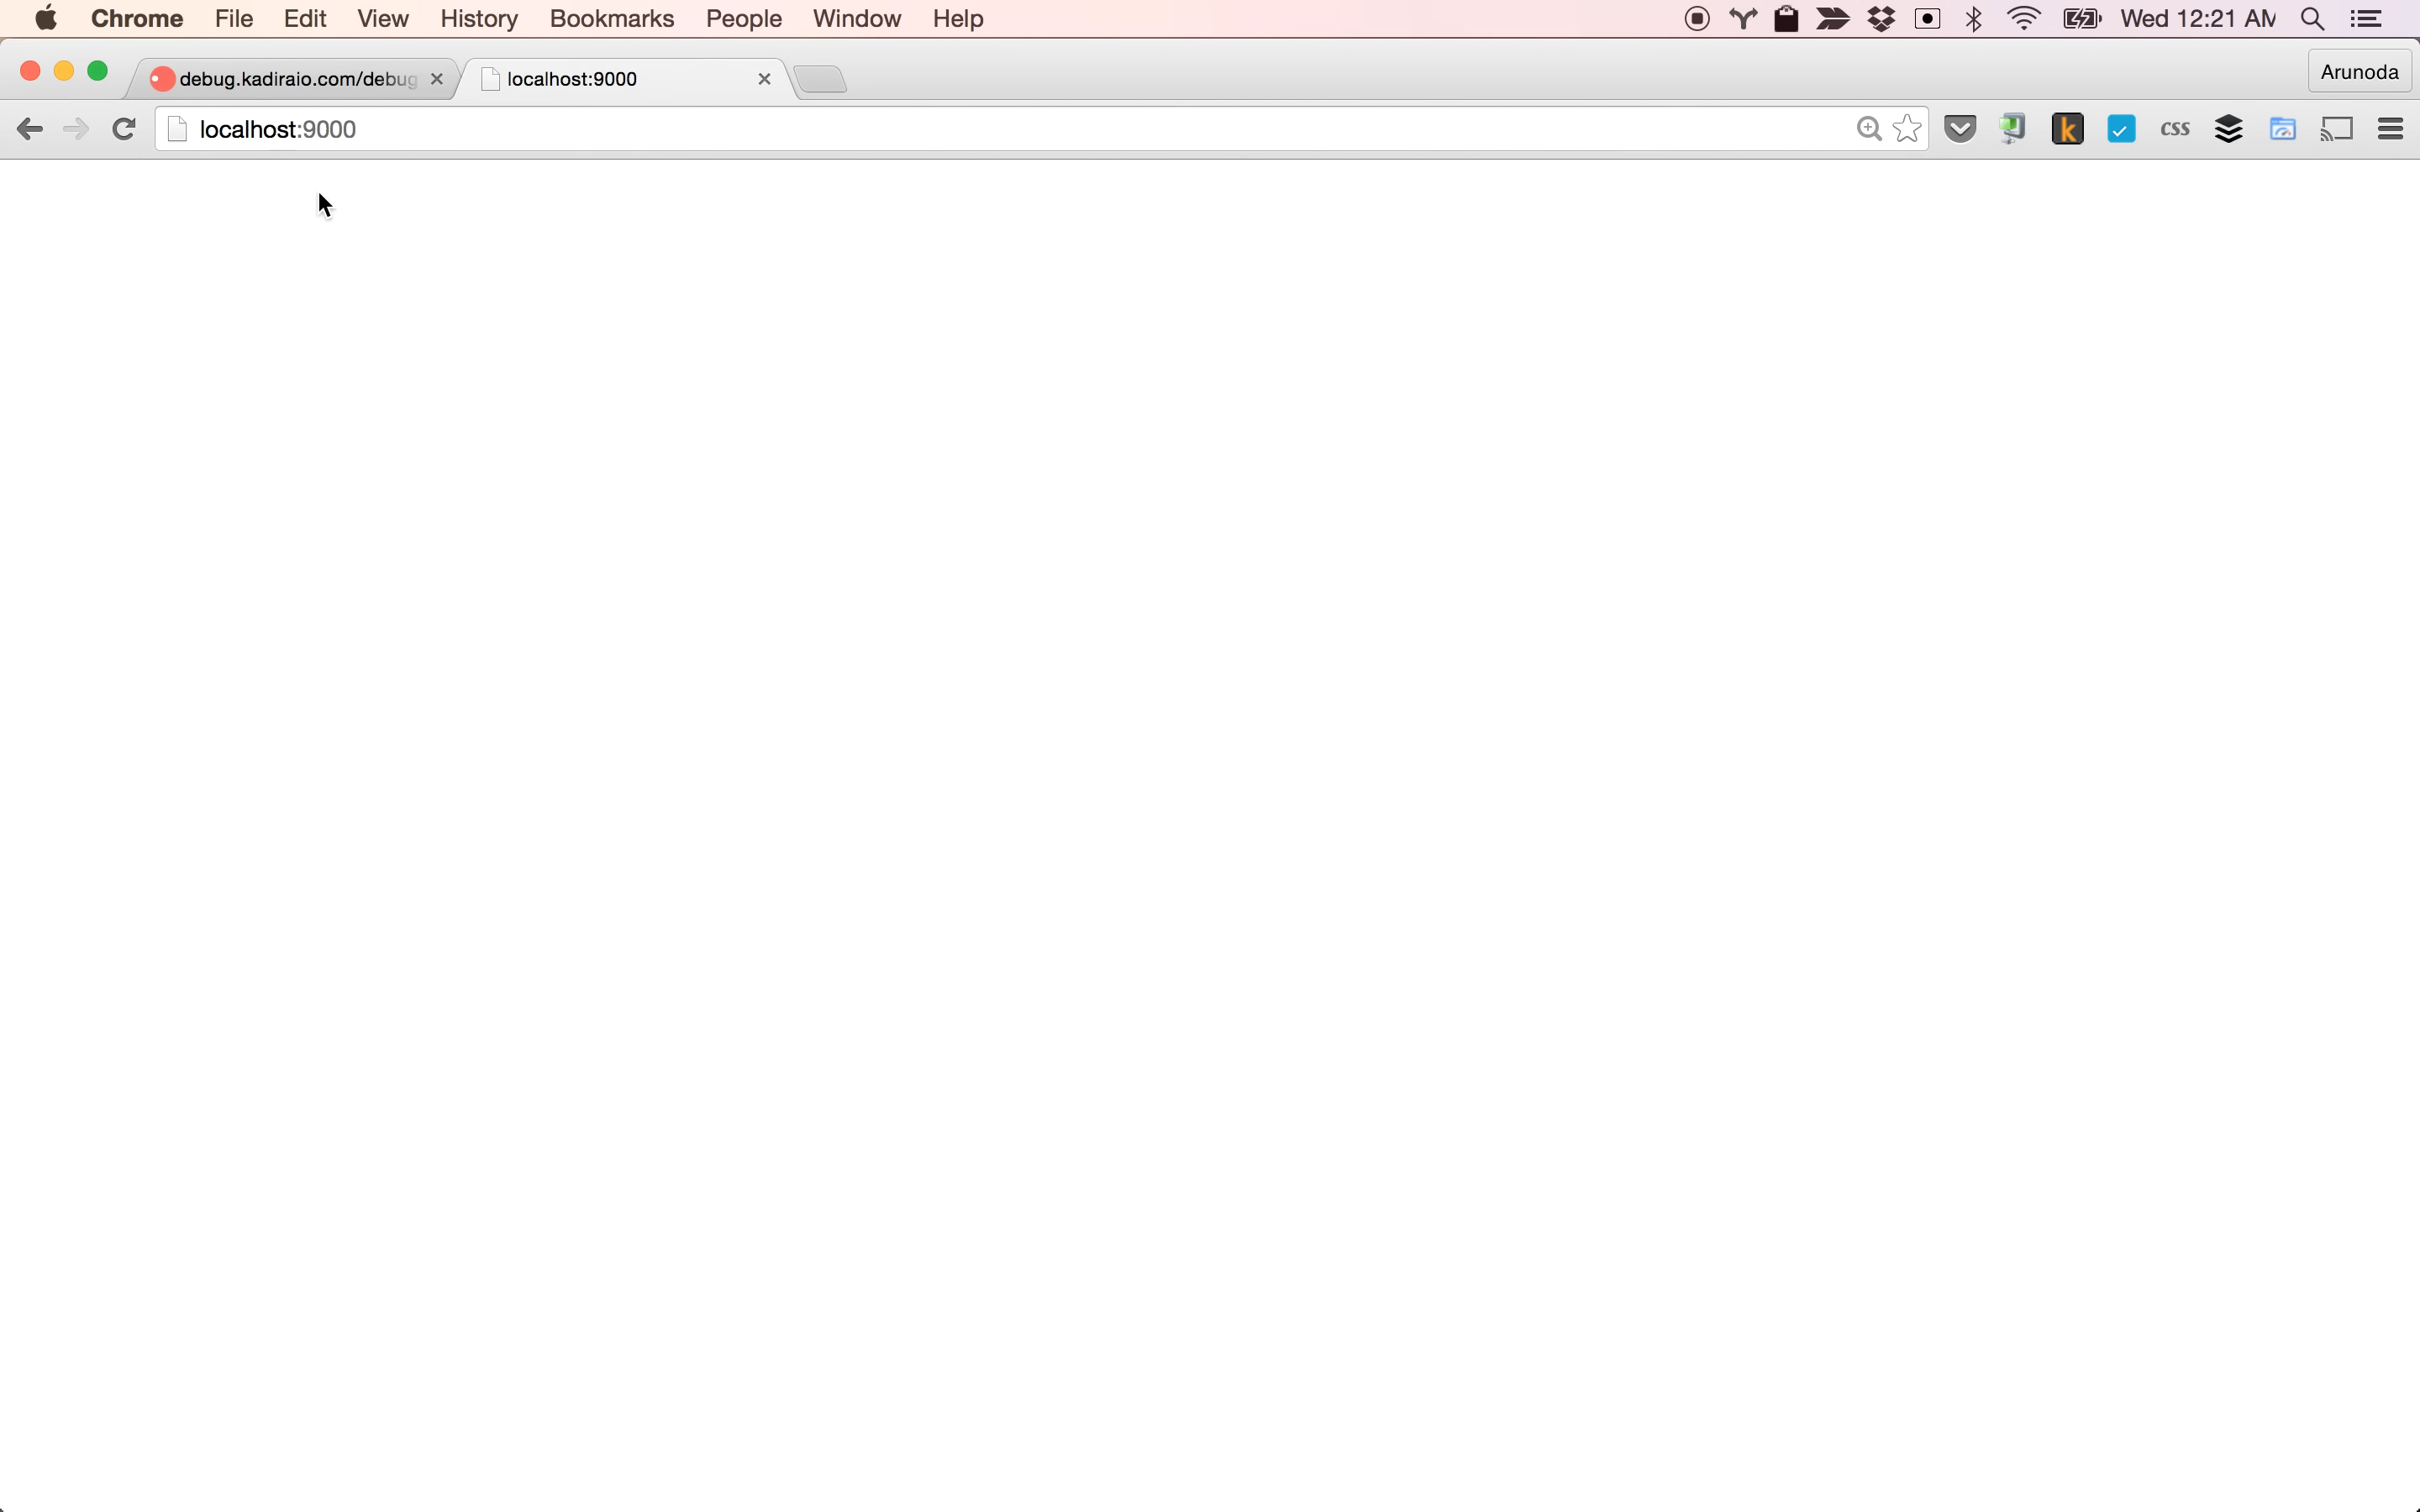 Chrome File Edit View History Bookmarks People Window Help Wed 12:21 AM
debug.kadiraio.com/debug localhost:9000 Arunoda
localhost:9000 k css